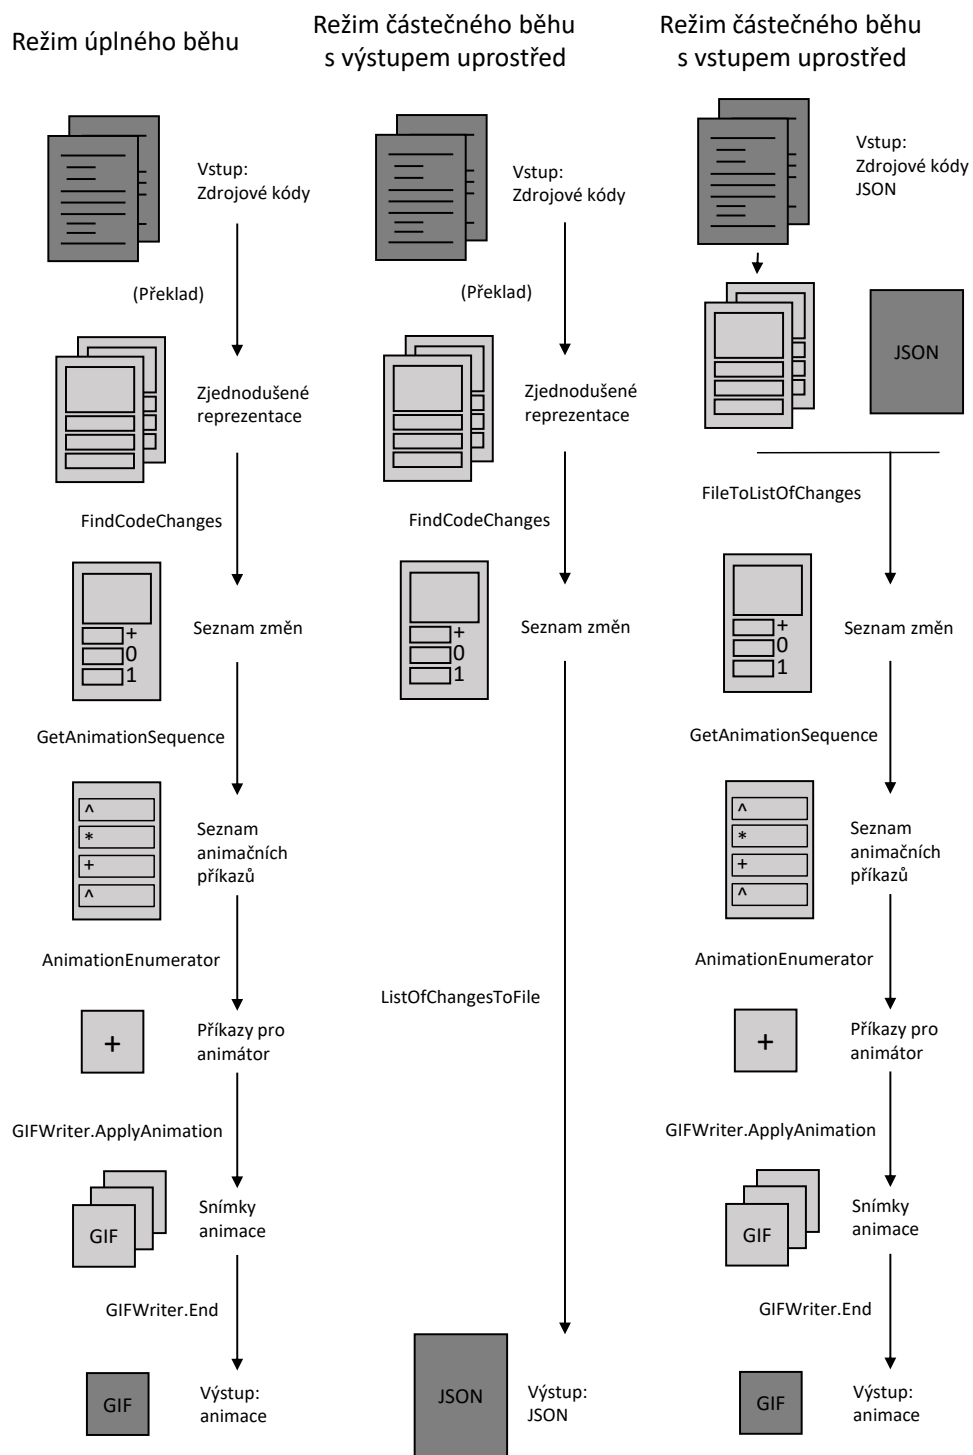 Režim úplného běhu
Vstup:
Zdrojové kódy
(Překlad)
Zjednodušené
reprezentace
FindCodeChanges
+
0
1
Seznam změn
GetAnimationSequence
^
*
+
^
Seznam
animačních
příkazů
AnimationEnumerator
+
Příkazy pro
animátor
GIFWriter.ApplyAnimation
GIF
Snímky
animace
GIFWriter.End
GIF
Výstup:
animace
Režim částečného běhu
s výstupem uprostřed
Vstup:
Zdrojové kódy
(Překlad)
Zjednodušené
reprezentace
FindCodeChanges
+
0
1
Seznam změn
ListOfChangesToFile
JSON
Výstup:
JSON
Režim částečného běhu
s vstupem uprostřed
Vstup:
Zdrojové kódy
JSON
JSON
FileToListOfChanges
+
0
1
Seznam změn
GetAnimationSequence
^
*
+
^
Seznam
animačních
příkazů
AnimationEnumerator
+
Příkazy pro
animátor
GIFWriter.ApplyAnimation
GIF
Snímky
animace
GIFWriter.End
GIF
Výstup:
animace